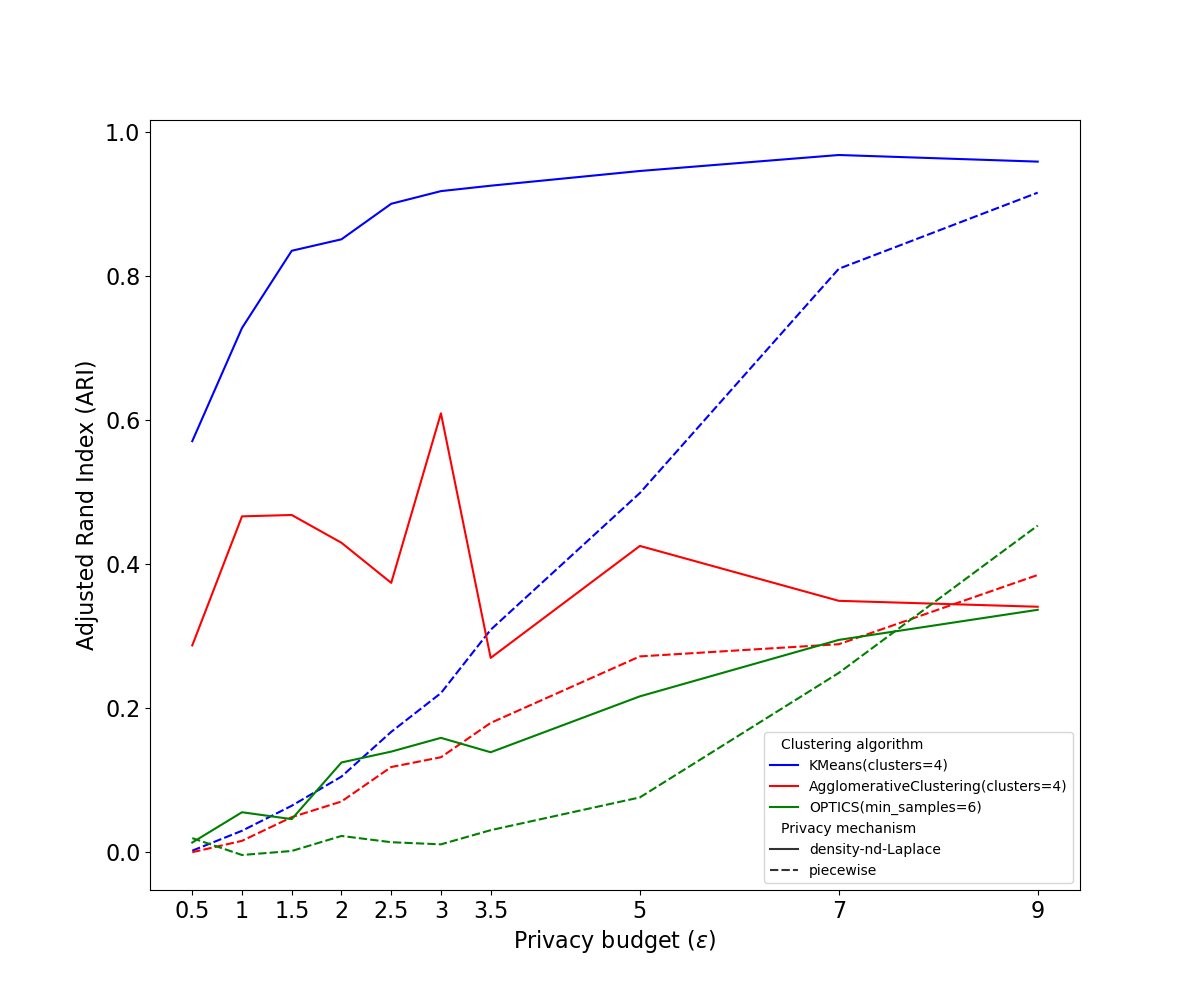 1.0
0.8
0.6
0.4
0.2
0.0
Adjusted Rand Index (ARI)
0.5 1 1.5 2 2.5 3 3.5 5 7 9
Privacy budget (ε)
Clustering algorithm
KMeans(clusters=4)
AgglomerativeClustering(clusters=4)
OPTICS(min_samples=6)
Privacy mechanism
density-nd-Laplace
piecewise